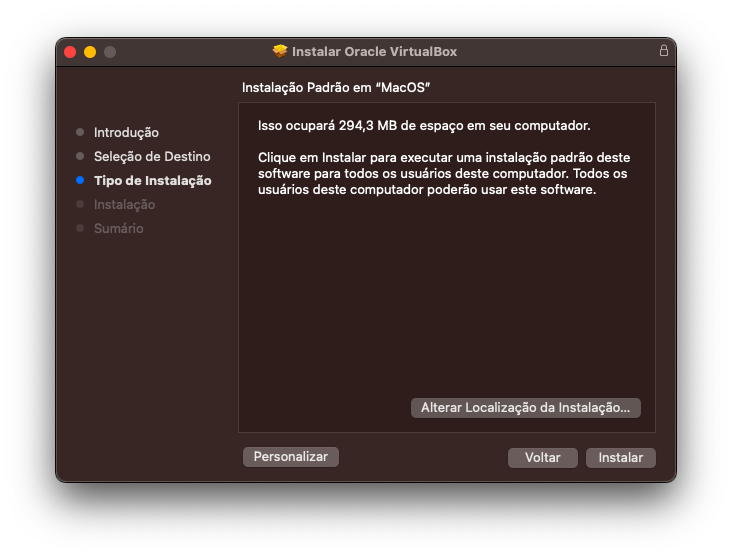 Instalar Oracle VirtualBox
Instalação Padrão em “MacOS”
Introdução
Seleção de Destino
Tipo de Instalação
Instalação
Sumário
Isso ocupará 294,3 MB de espaço em seu computador.
Clique em Instalar para executar uma instalação padrão deste
software para todos os usuários deste computador. Todos os
usuários deste computador poderão usar este software.
Alterar Localização da Instalação...
Personalizar
Voltar
Instalar